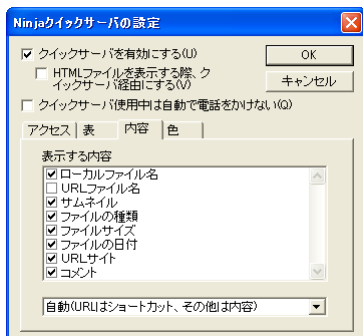 Ninjaクイックサーバの設定
クイックサーバを有効にする(U)
OK
HTMLファイルを表示する際、ク
イックサーバ経由にする(V)
キャンセル
クイックサーバ使用中は自動で電話をかけない(Q)
アクセス 表 内容 色
表示する内容
ローカルファイル名
URLファイル名
サムネイル
ファイルの種類
ファイルサイズ
ファイルの日付
URLサイト
コメント
自動(URLはショートカット、その他は内容)